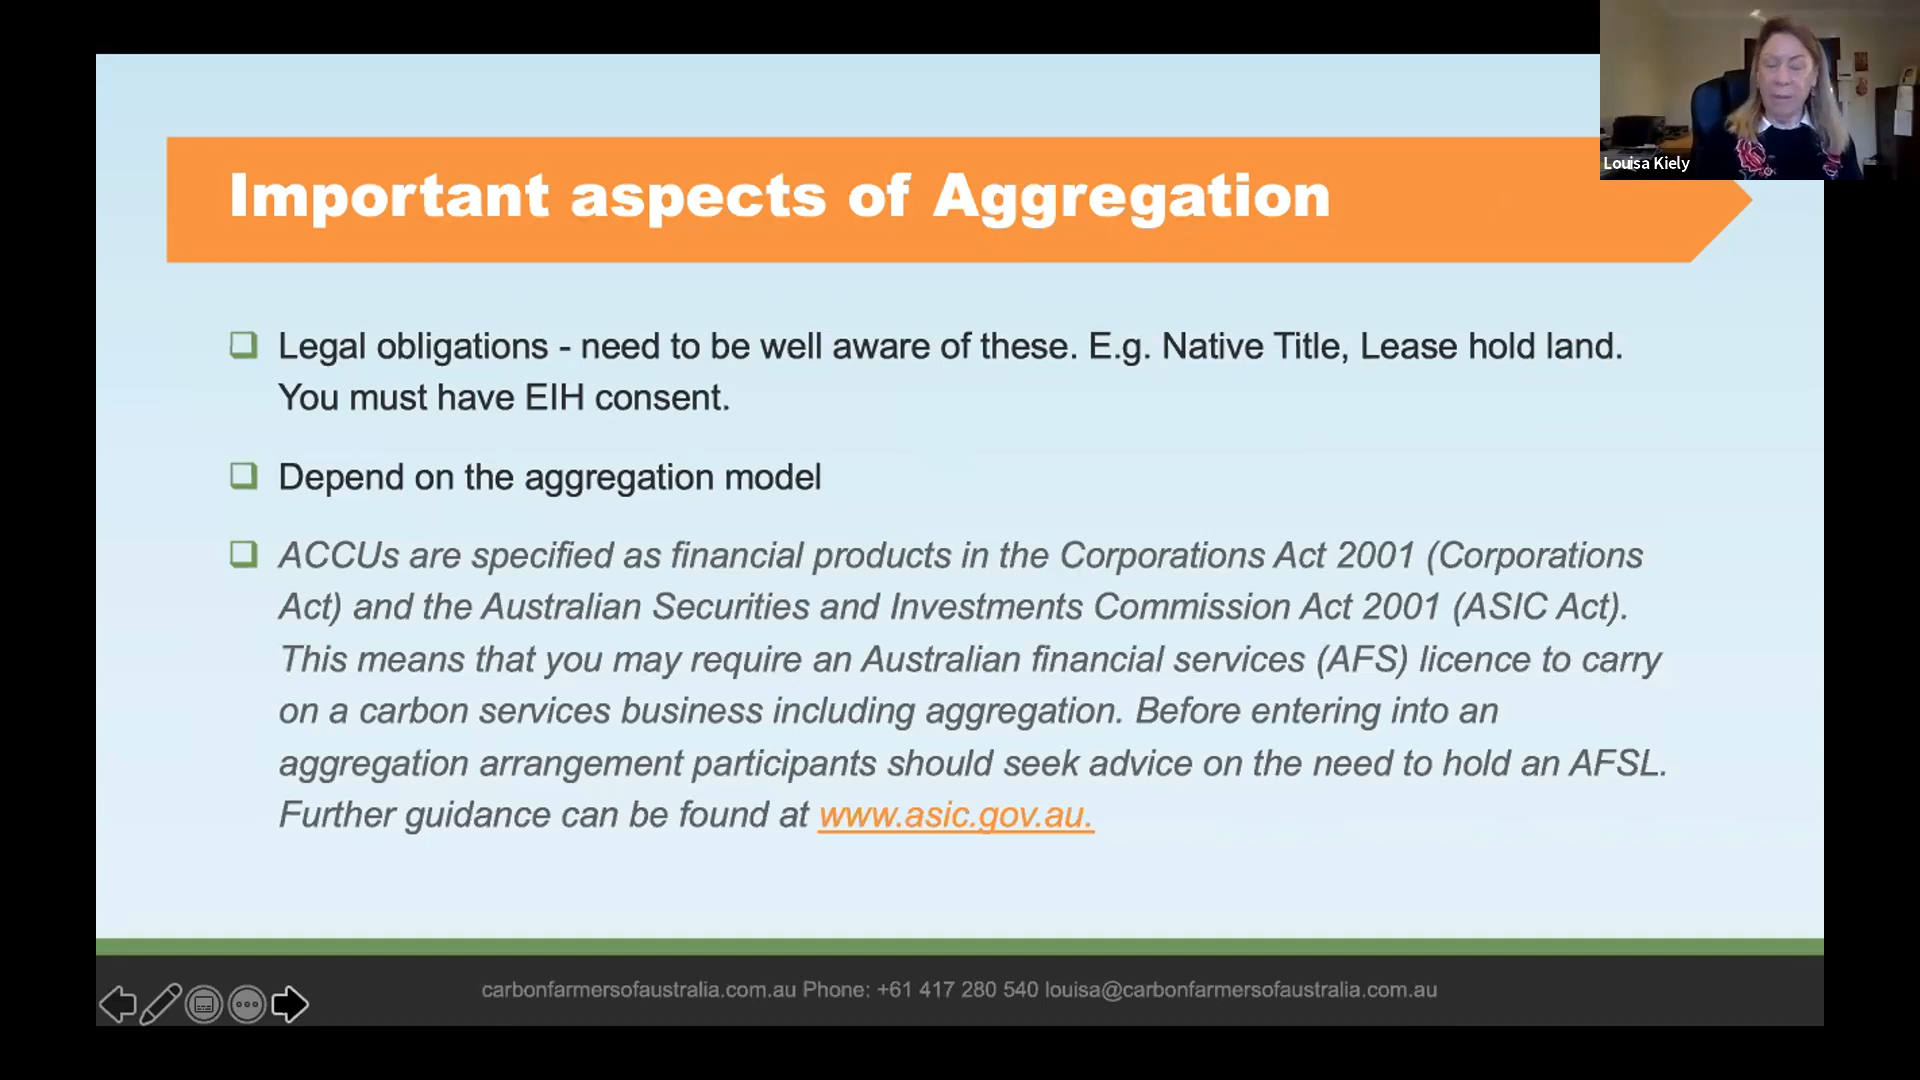 Louisa Kiely
Important aspects of Aggregation
Legal obligations - need to be well aware of these. E.g. Native Title, Lease hold land.
You must have EIH consent.
Depend on the aggregation model
ACCUs are specified as financial products in the Corporations Act 2001 (Corporations
Act) and the Australian Securities and Investments Commission Act 2001 (ASIC Act).
This means that you may require an Australian financial services (AFS) licence to carry
on a carbon services business including aggregation. Before entering into an
aggregation arrangement participants should seek advice on the need to hold an AFSL.
Further guidance can be found at www.asic.gov.au.
carbonfarmersofaustralia.com.au Phone: +61 417 280 540 louisa@carbonfarmersofaustralia.com.au